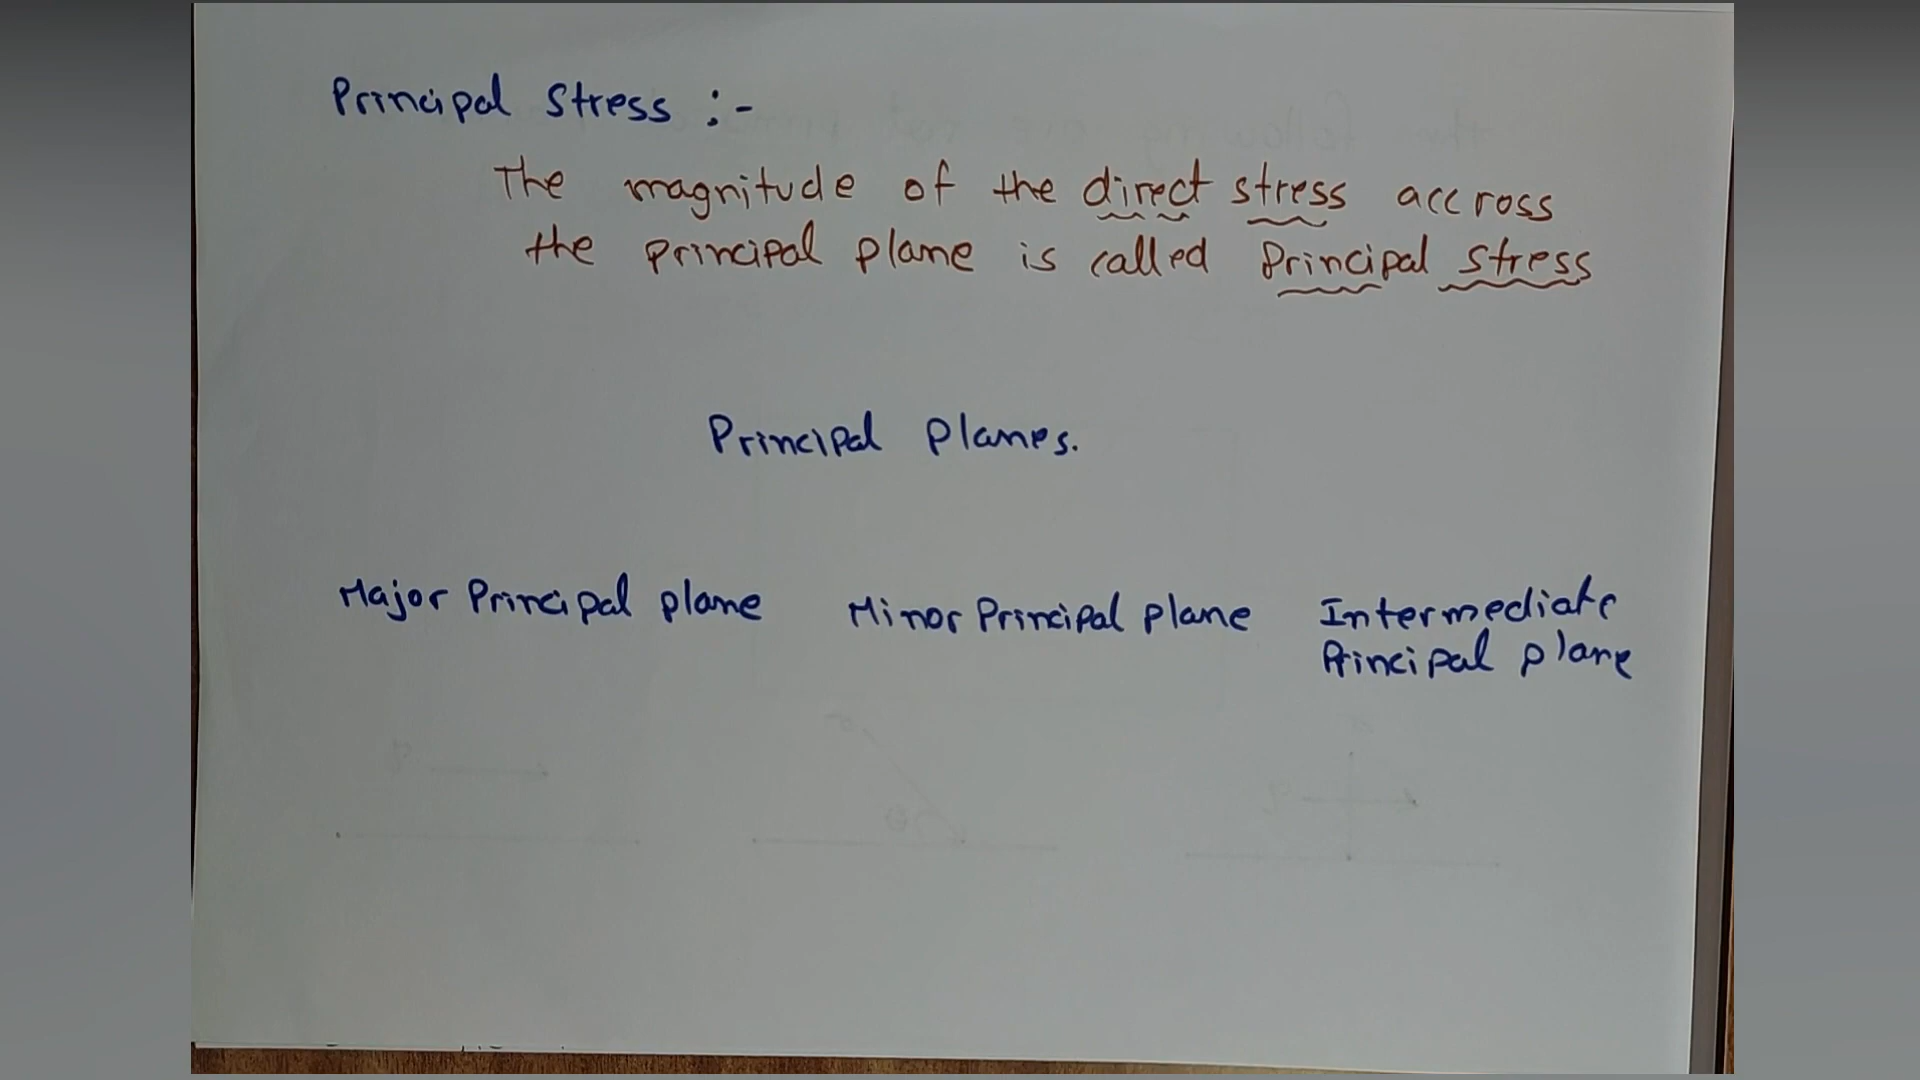 Principal Stress :-
The magnitude of the direct stress accross
the principal plane is called Principal stress
Principal planes.
Major Principal plane Minor Principal plane Intermediate
Principal plane